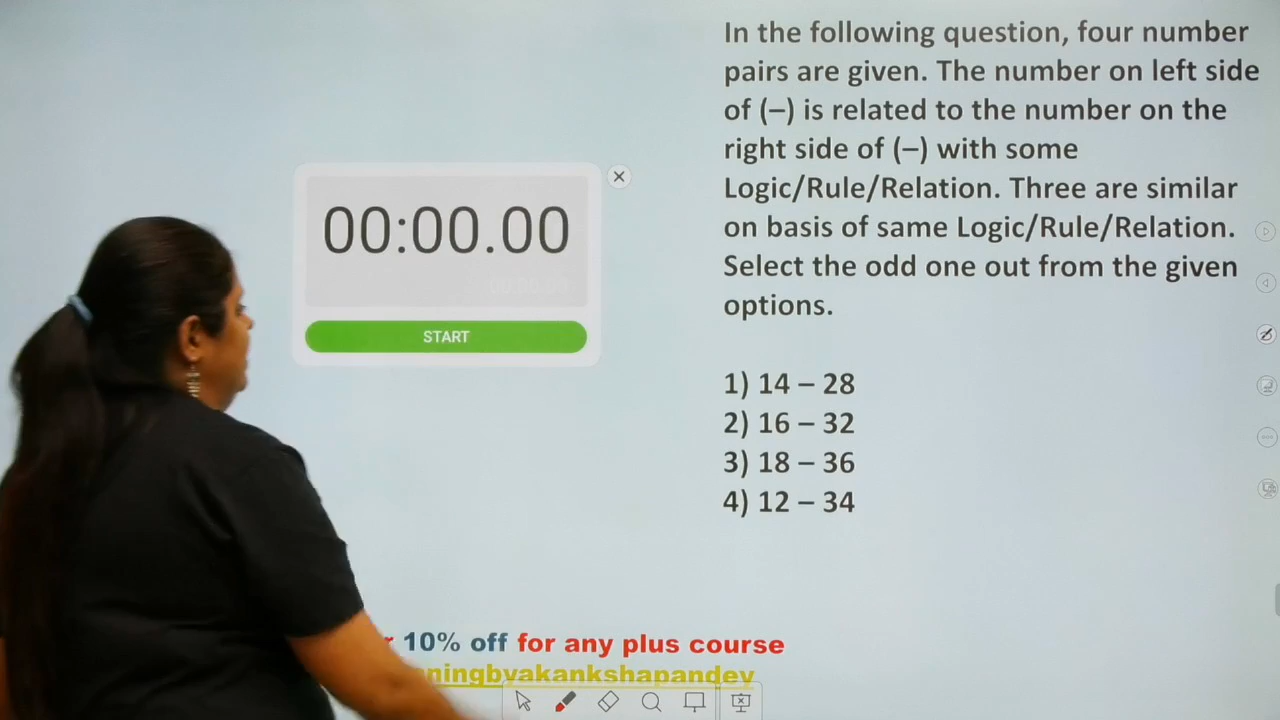 In the following question, four number
pairs are given. The number on left side
of (–) is related to the number on the
right side of (–) with some
Logic/Rule/Relation. Three are similar
on basis of same Logic/Rule/Relation.
Select the odd one out from the given
options.
00:00.00
START
1) 14 – 28
2) 16 – 32
3) 18 – 36
4) 12 – 34
10% off for any plus course
ningbyakankshapandey